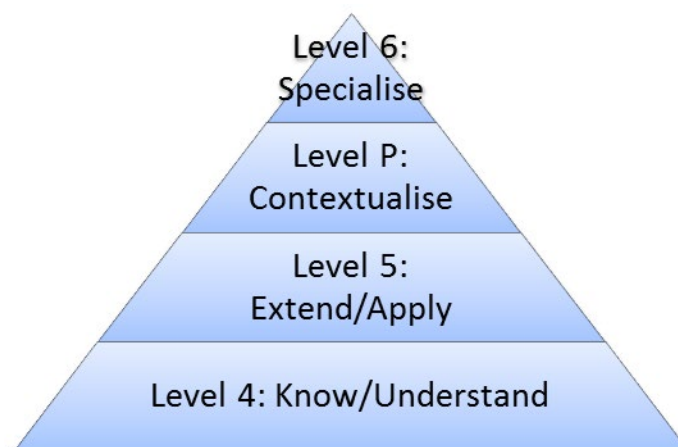 Level 6:
Specialise
Level P:
Contextualise
Level 5:
Extend/Apply
Level 4: Know/Understand